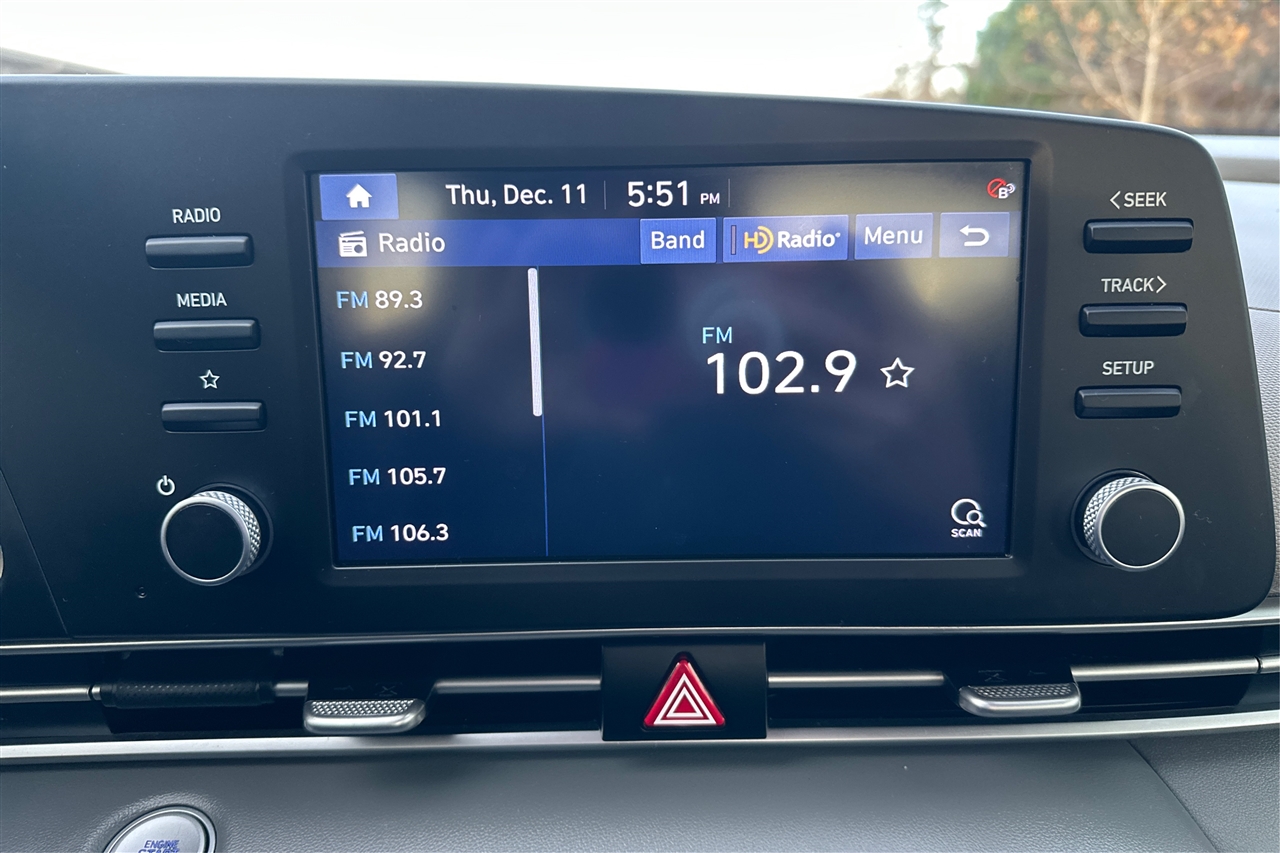 RADIO
MEDIA
Thu, Dec. 11 5:51 PM
B
Radio Band HD Radio Menu
FM 89.3
FM 92.7
FM 101.1
FM 105.7
FM 106.3
FM
102.9
SCAN
<SEEK
TRACK>
SETUP
ENGINE